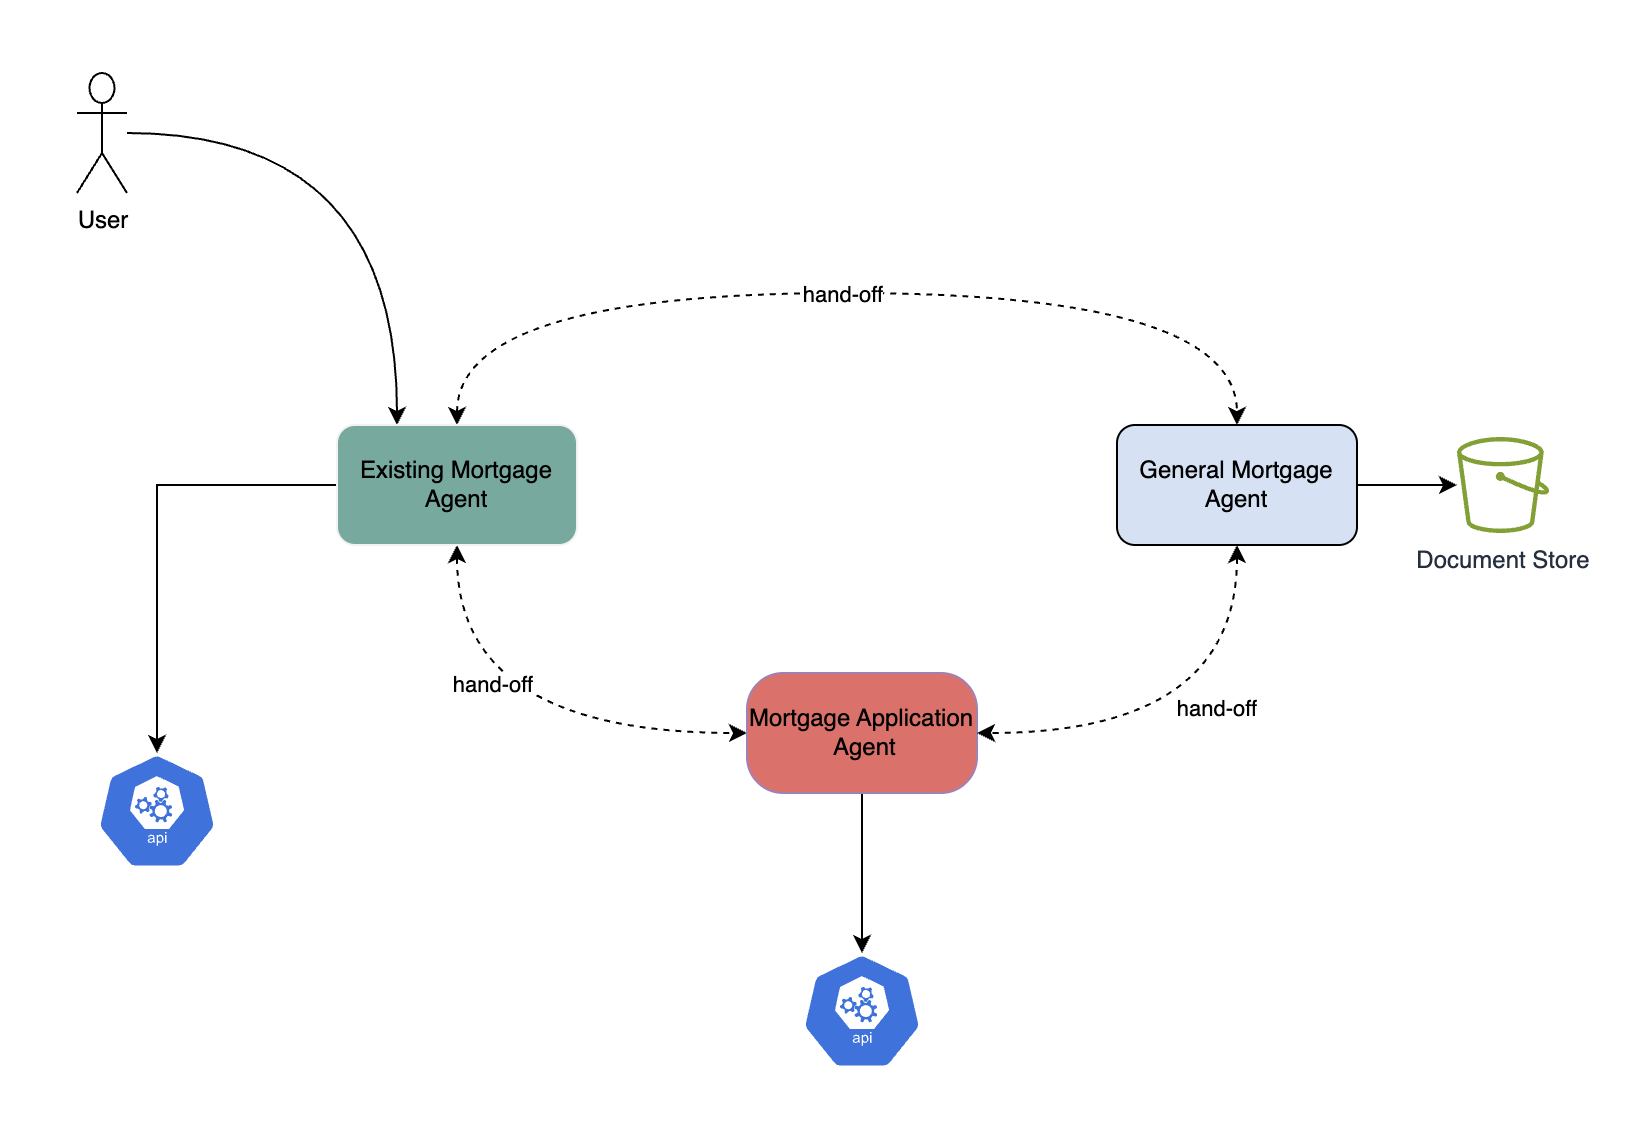 User
hand-off
Existing Mortgage
Agent
General Mortgage
Agent
Document Store
hand-off
hand-off
Mortgage Application
Agent
api
api